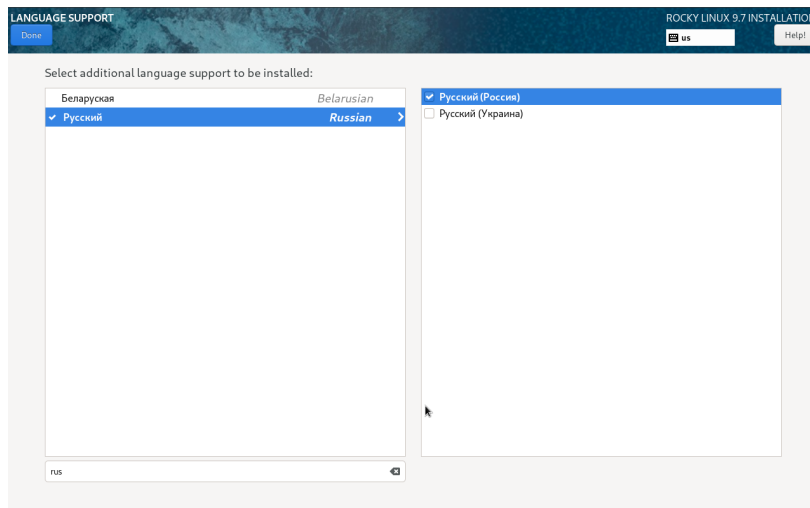 LANGUAGE SUPPORT
ROCKY LINUX 9.7 INSTALLATIO
Done
us
Help!
Select additional language support to be installed:
Беларуская Belarusian
Русский Russian
Русский (Россия)
Русский (Украина)
rus